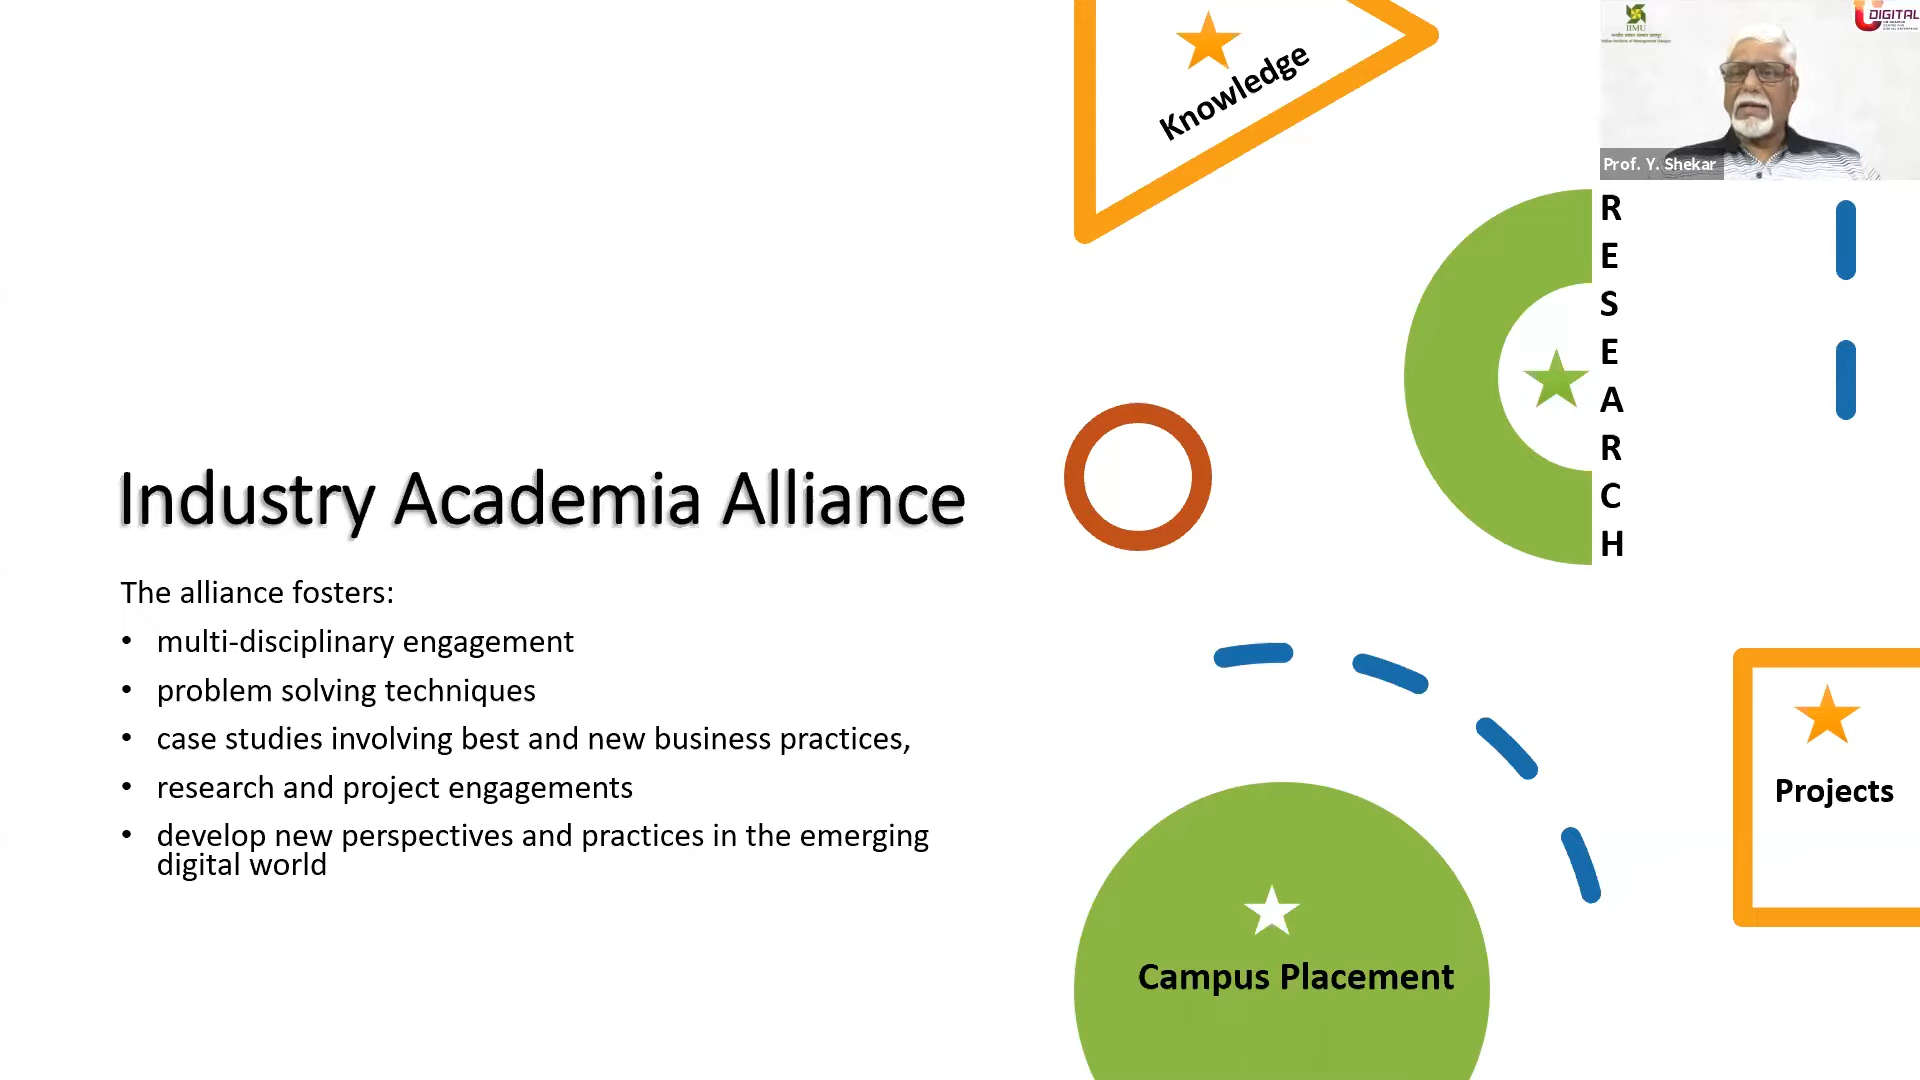 Knowledge
IIMU
DIGITAL
Prof. Y. Shekar
RESEARCH
Industry Academia Alliance
The alliance fosters:
• multi-disciplinary engagement
• problem solving techniques
• case studies involving best and new business practices,
• research and project engagements
• develop new perspectives and practices in the emerging
digital world
Projects
Campus Placement